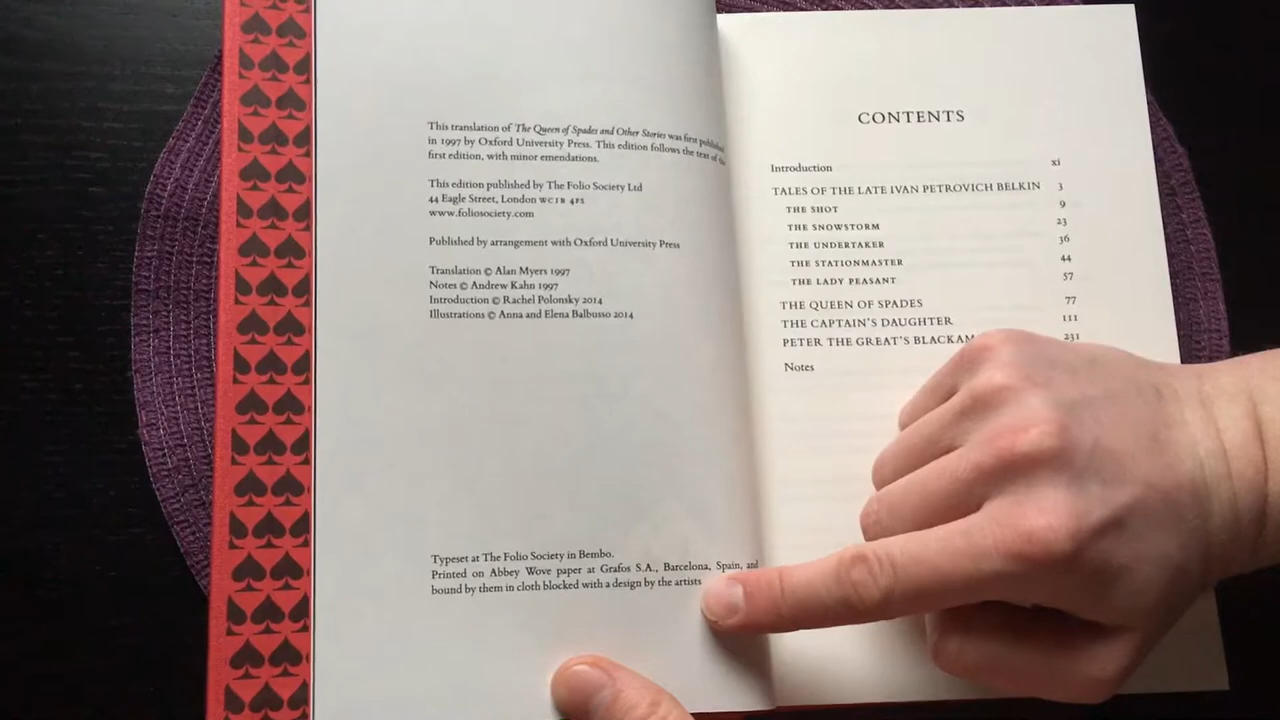 This translation of The Queen of Spades and Other Stories was first published
in 1997 by Oxford University Press. This edition follows the text of the
first edition, with minor emendations.
This edition published by The Folio Society Ltd
44 Eagle Street, London WC1R 4FS
www.foliosociety.com
Published by arrangement with Oxford University Press
Translation © Alan Myers 1997
Notes © Andrew Kahn 1997
Introduction © Rachel Polonsky 2014
Illustrations © Anna and Elena Balbusso 2014
Typeset at The Folio Society in Bembo.
Printed on Abbey Wove paper at Grafos S.A., Barcelona, Spain, and
bound by them in cloth blocked with a design by the artists
CONTENTS
Introduction xi
TALES OF THE LATE IVAN PETROVICH BELKIN 3
THE SHOT 9
THE SNOWSTORM 23
THE UNDERTAKER 36
THE STATIONMASTER 44
THE LADY PEASANT 57
THE QUEEN OF SPADES 77
THE CAPTAIN'S DAUGHTER 111
PETER THE GREAT'S 231
Notes